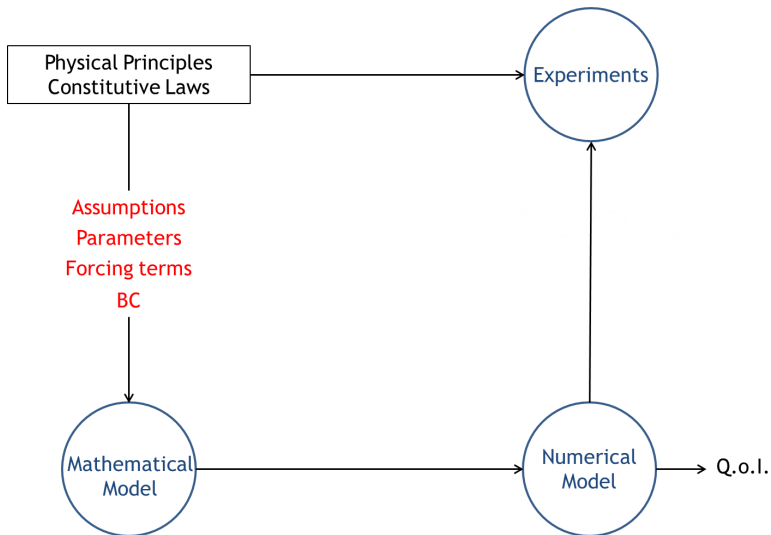 Physical Principles
Constitutive Laws
Experiments
Assumptions
Parameters
Forcing terms
BC
Mathematical
Model
Numerical
Model
Q.o.I.